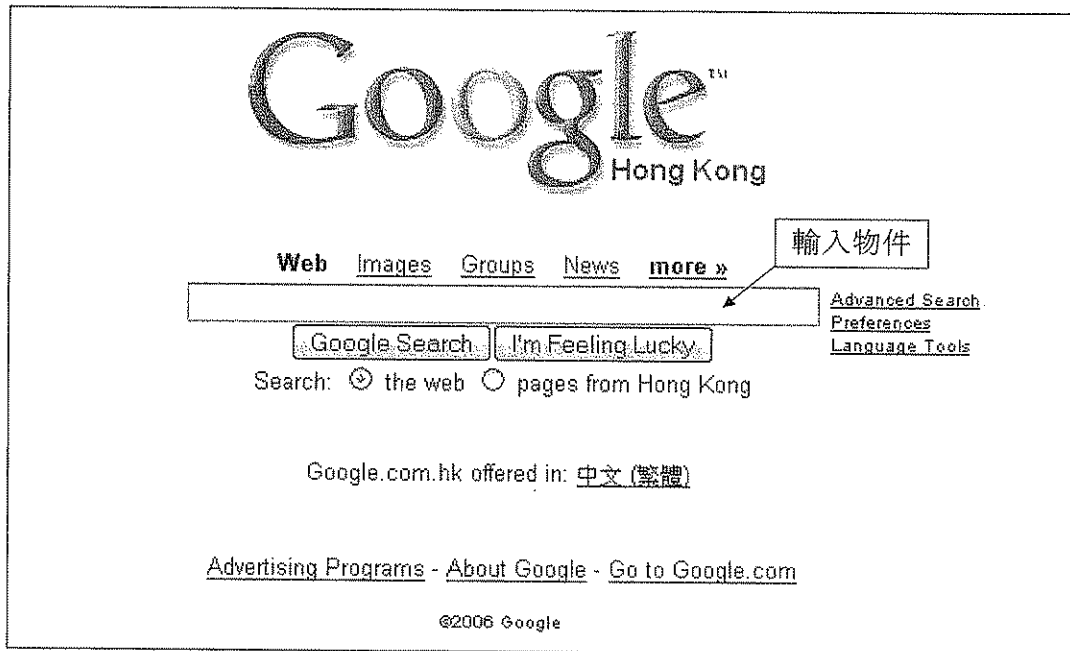 Google™
Hong Kong
輸入物件
Web Images Groups News more »
Advanced Search
Preferences
Language Tools
Google Search I'm Feeling Lucky
Search: the web pages from Hong Kong
Google.com.hk offered in: 中文 (繁體)
Advertising Programs - About Google - Go to Google.com
©2006 Google